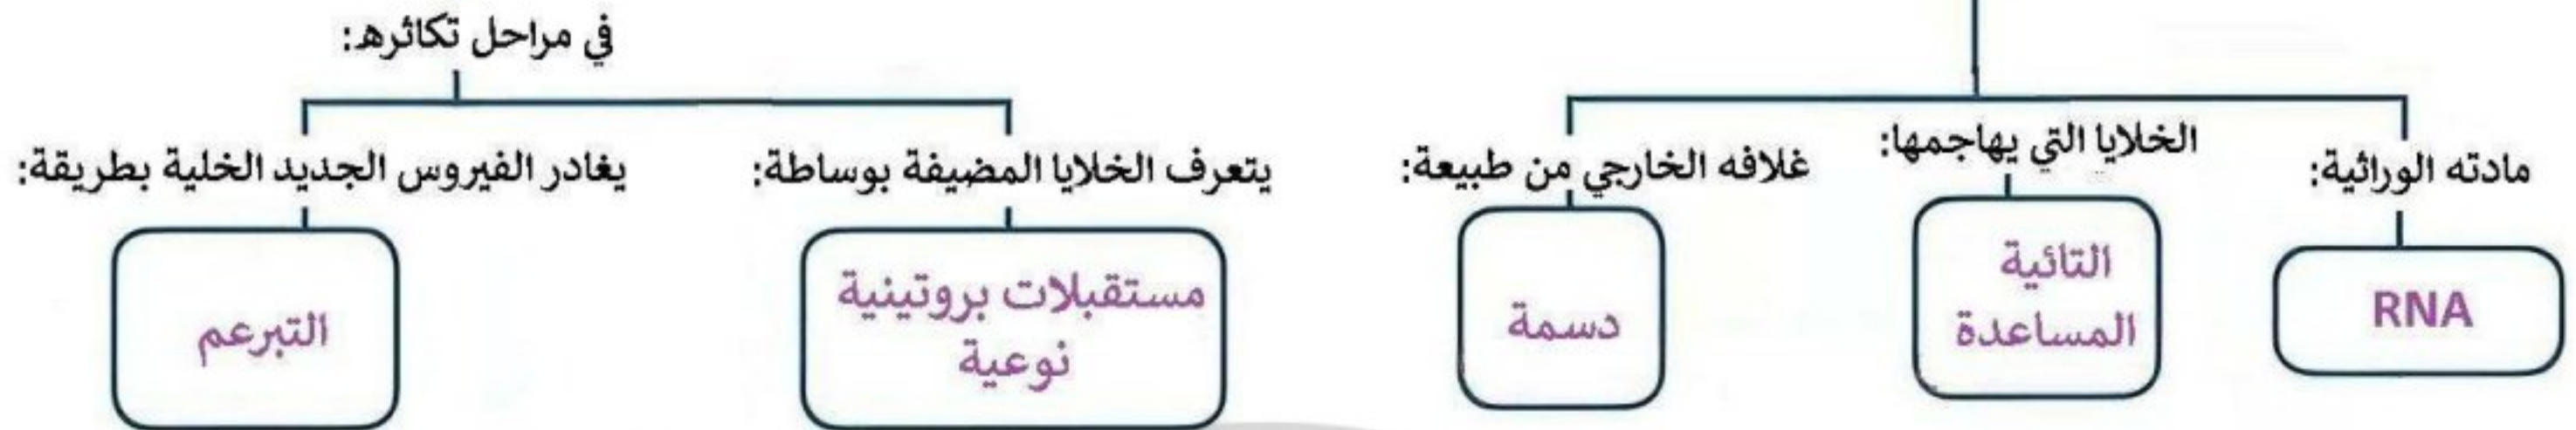 في مراحل تكاثره:
الخلايا التي يهاجمها:
مادته الوراثية:
غلافه الخارجي من طبيعة:
يتعرف الخلايا المضيفة بوساطة:
يغادر الفيروس الجديد الخلية بطريقة:
RNA
التائية
المساعدة
دسمة
مستقبلات بروتينية
نوعية
التبرعم